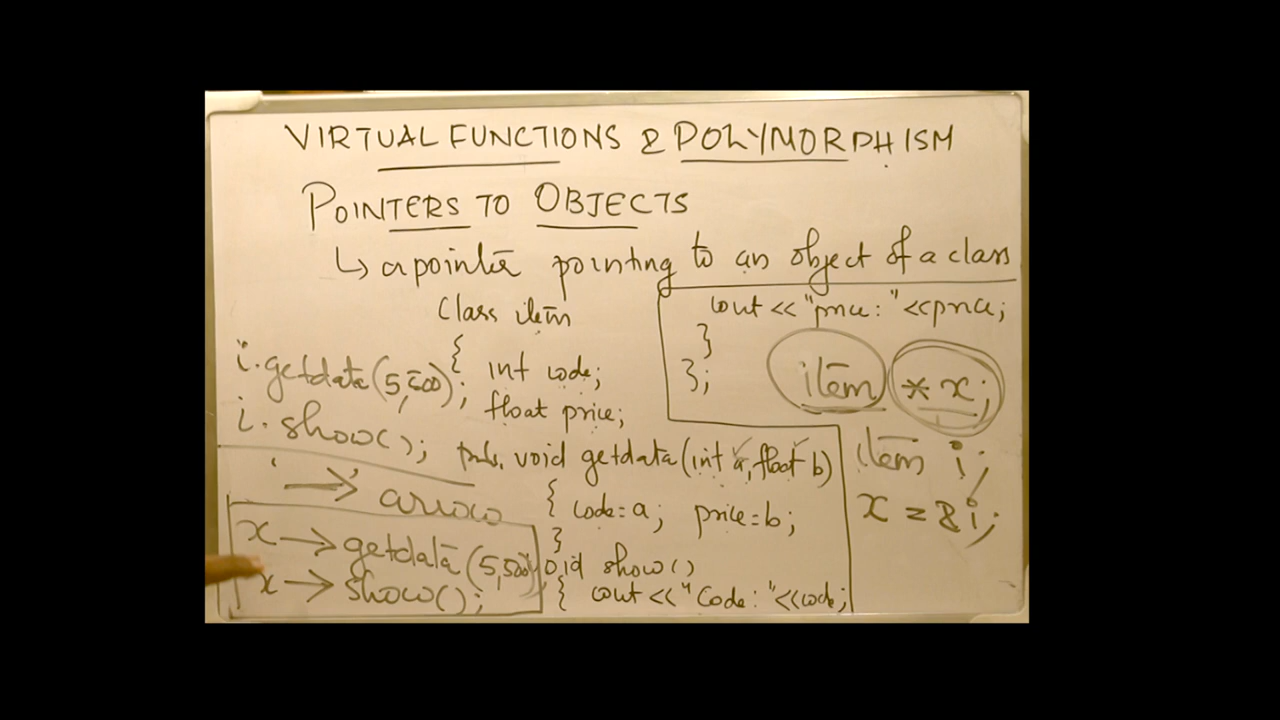 VIRTUAL FUNCTIONS & POLYMORPHISM
POINTERS TO OBJECTS
↳ a pointer pointing to an object of a class
Class item
{ int code;
float price;
pub. void getdata(int a, float b)
{ code=a; price=b;
}
void show()
{ cout <<"Code: "<<code;
cout <<"price: "<<price;
}
};
item *x;
item i;
x = &i;
i.getdata(5,500);
i.show();
→ arrow
x→getdata(5,500);
x→show();